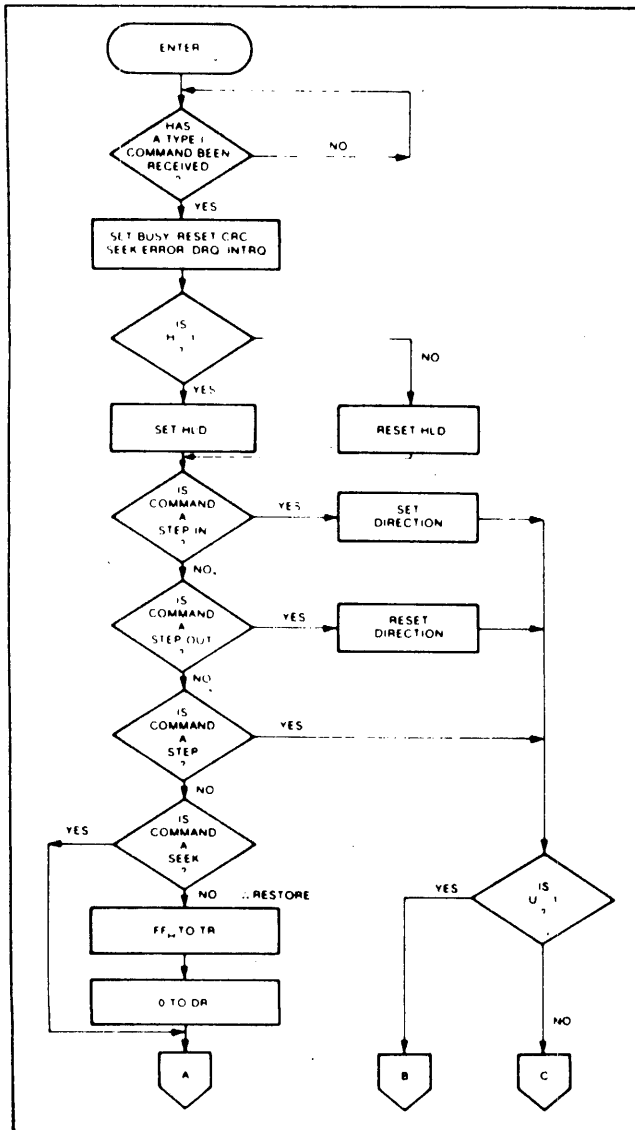 ENTER
HAS
A TYPE I
COMMAND BEEN
RECEIVED
?
NO
YES
SET BUSY RESET CRC
SEEK ERROR DRQ INTRQ
IS
H 1
?
NO
YES
SET HLD
RESET HLD
IS
COMMAND
A
STEP IN
?
YES
SET
DIRECTION
NO
IS
COMMAND
A
STEP OUT
?
YES
RESET
DIRECTION
NO
IS
COMMAND
A
STEP
?
YES
NO
IS
COMMAND
A
SEEK
?
YES
NO ∴ RESTORE
IS
U 1
?
YES
NO
FFH TO TR
0 TO DR
A
B
C